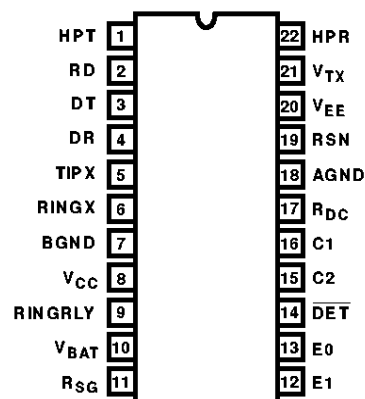 HPT 1 22 HPR
RD 2 21 VTX
DT 3 20 VEE
DR 4 19 RSN
TIPX 5 18 AGND
RINGX 6 17 RDC
BGND 7 16 C1
VCC 8 15 C2
RINGRLY 9 14 DET
VBAT 10 13 E0
RSG 11 12 E1